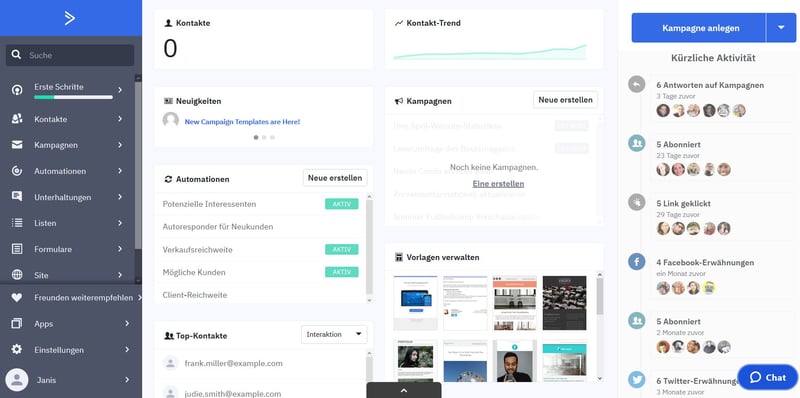 Suche
Erste Schritte
Kontakte
Kampagnen
Automationen
Unterhaltungen
Listen
Formulare
Site
Freunden weiterempfehlen
Apps
Einstellungen
Janis
Kontakte
0
Kontakt-Trend
Neuigkeiten
New Campaign Templates are Here!
Kampagnen
Neue erstellen
Noch keine Kampagnen.
Eine erstellen
Automationen
Neue erstellen
Potenzielle Interessenten
AKTIV
Autoresponder für Neukunden
Verkaufsreichweite
AKTIV
Mögliche Kunden
AKTIV
Client-Reichweite
Vorlagen verwalten
Top-Kontakte
Interaktion
frank.miller@example.com
judie.smith@example.com
Kampagne anlegen
Kürzliche Aktivität
6 Antworten auf Kampagnen
3 Tage zuvor
5 Abonniert
23 Tage zuvor
5 Link geklickt
29 Tage zuvor
4 Facebook-Erwähnungen
ein Monat zuvor
5 Abonniert
2 Monate zuvor
6 Twitter-Erwähnung
3 Monate zuvor
Chat